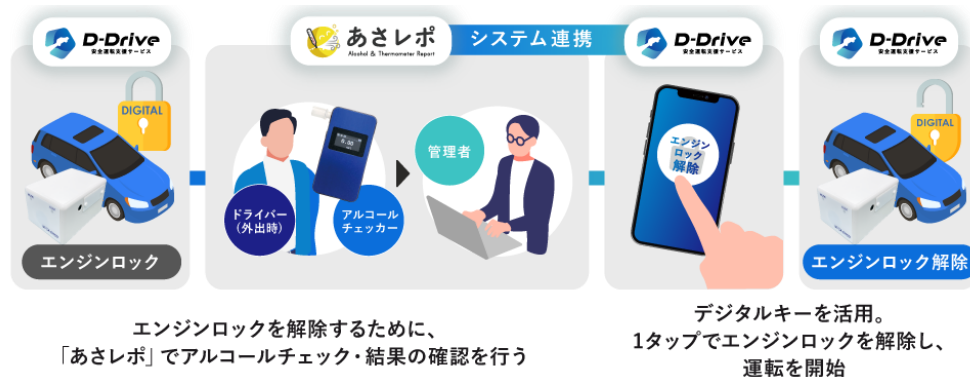 D-Drive
安全運転支援サービス
DIGITAL
エンジンロック
あさレポ
Alcohol & Thermometer Report
システム連携
ドライバー
（外出時）
アルコール
チェッカー
管理者
D-Drive
安全運転支援サービス
エンジン
ロック
解除
D-Drive
安全運転支援サービス
DIGITAL
エンジンロック解除
エンジンロックを解除するために、
「あさレポ」でアルコールチェック・結果の確認を行う
デジタルキーを活用。
1タップでエンジンロックを解除し、
運転を開始